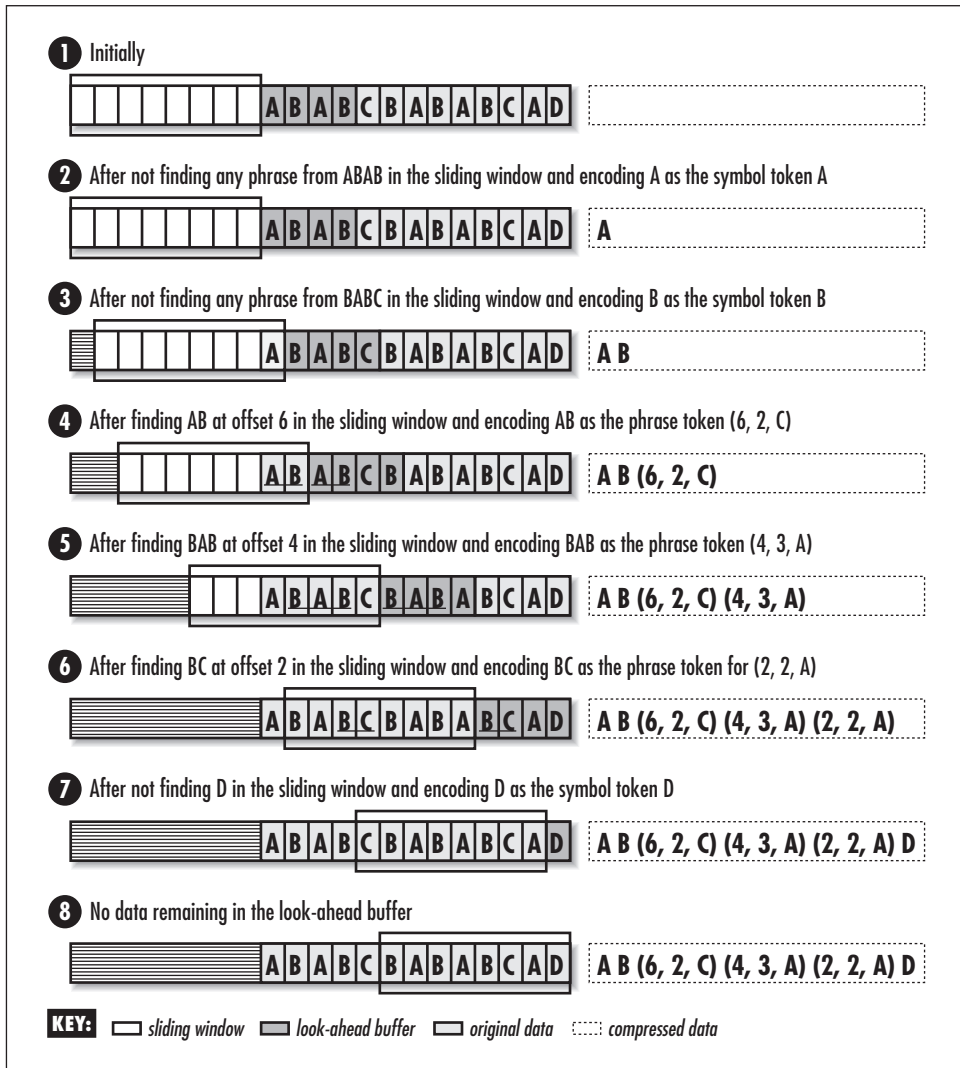 1 Initially
A B A B C B A B A B C A D
2 After not finding any phrase from ABAB in the sliding window and encoding A as the symbol token A
A B A B C B A B A B C A D A
3 After not finding any phrase from BABC in the sliding window and encoding B as the symbol token B
A B A B C B A B A B C A D A B
4 After finding AB at offset 6 in the sliding window and encoding AB as the phrase token (6, 2, C)
A B A B C B A B A B C A D A B (6, 2, C)
5 After finding BAB at offset 4 in the sliding window and encoding BAB as the phrase token (4, 3, A)
A B A B C B A B A B C A D A B (6, 2, C) (4, 3, A)
6 After finding BC at offset 2 in the sliding window and encoding BC as the phrase token for (2, 2, A)
A B A B C B A B A B C A D A B (6, 2, C) (4, 3, A) (2, 2, A)
7 After not finding D in the sliding window and encoding D as the symbol token D
A B A B C B A B A B C A D A B (6, 2, C) (4, 3, A) (2, 2, A) D
8 No data remaining in the look-ahead buffer
A B A B C B A B A B C A D A B (6, 2, C) (4, 3, A) (2, 2, A) D
KEY: sliding window look-ahead buffer original data compressed data